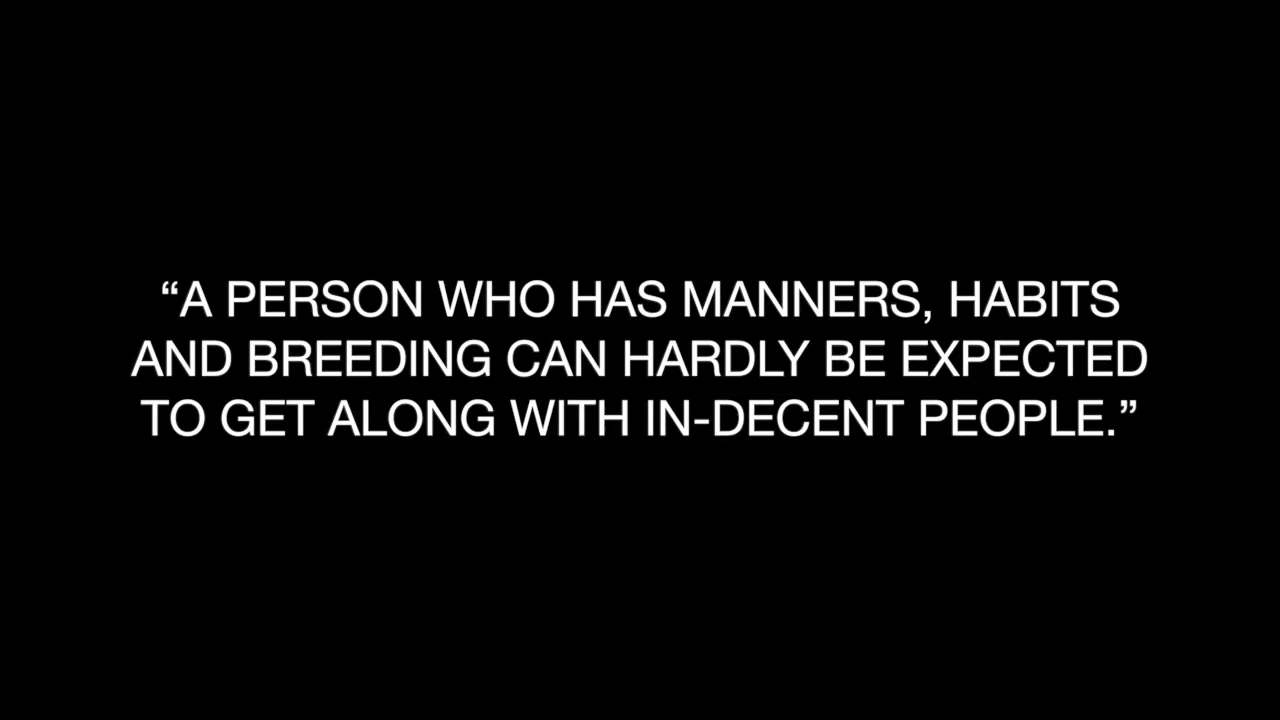 “A PERSON WHO HAS MANNERS, HABITS
AND BREEDING CAN HARDLY BE EXPECTED
TO GET ALONG WITH IN-DECENT PEOPLE.”